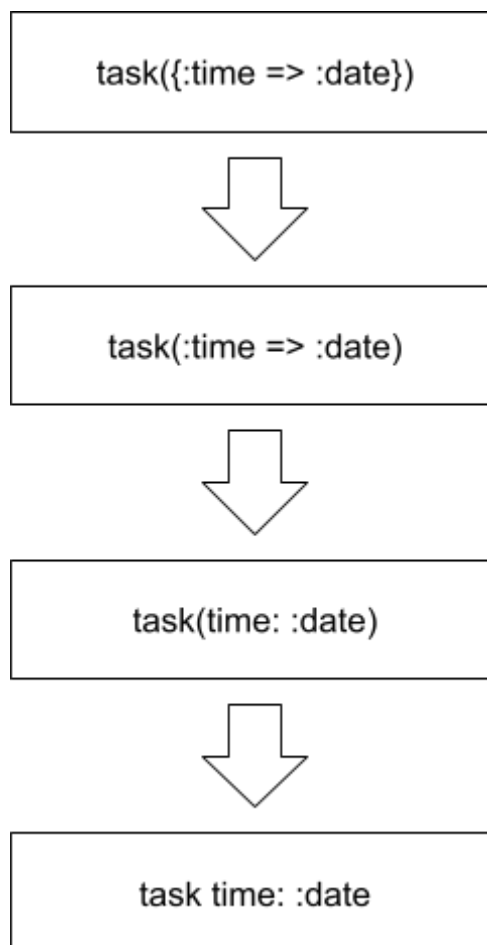 task({:time => :date})
task(:time => :date)
task(time: :date)
task time: :date